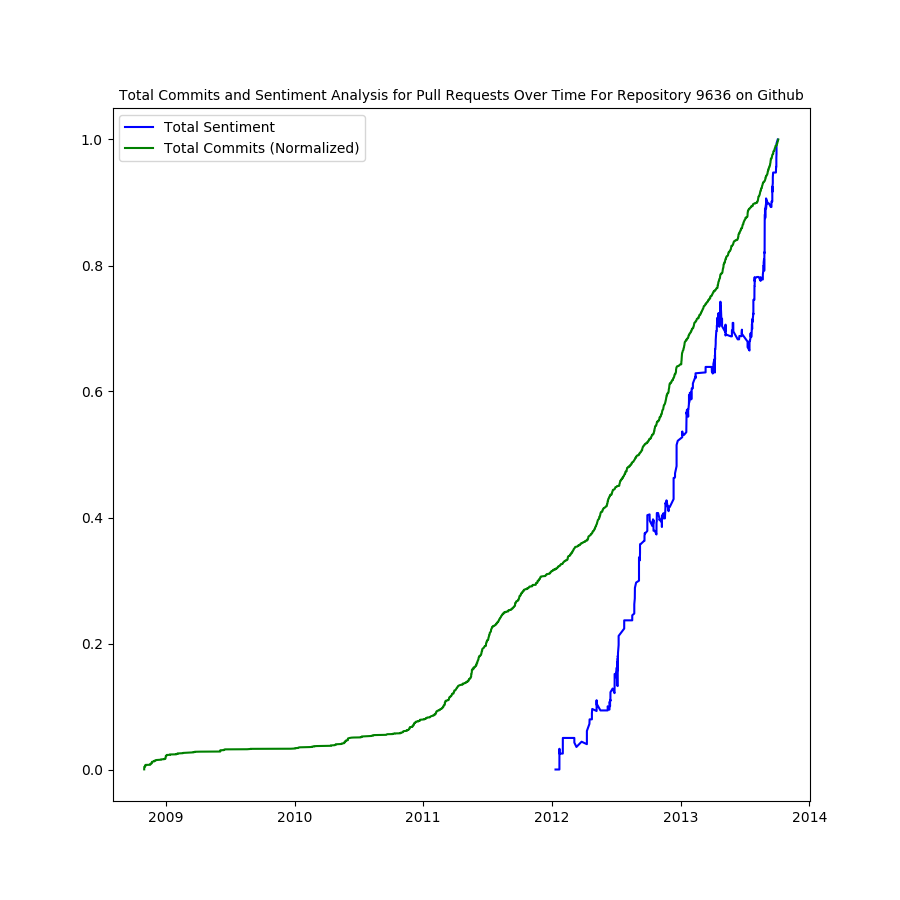 Total Commits and Sentiment Analysis for Pull Requests Over Time For Repository 9636 on Github
Total Sentiment
Total Commits (Normalized)
1.0
0.8
0.6
0.4
0.2
0.0
2009 2010 2011 2012 2013 2014